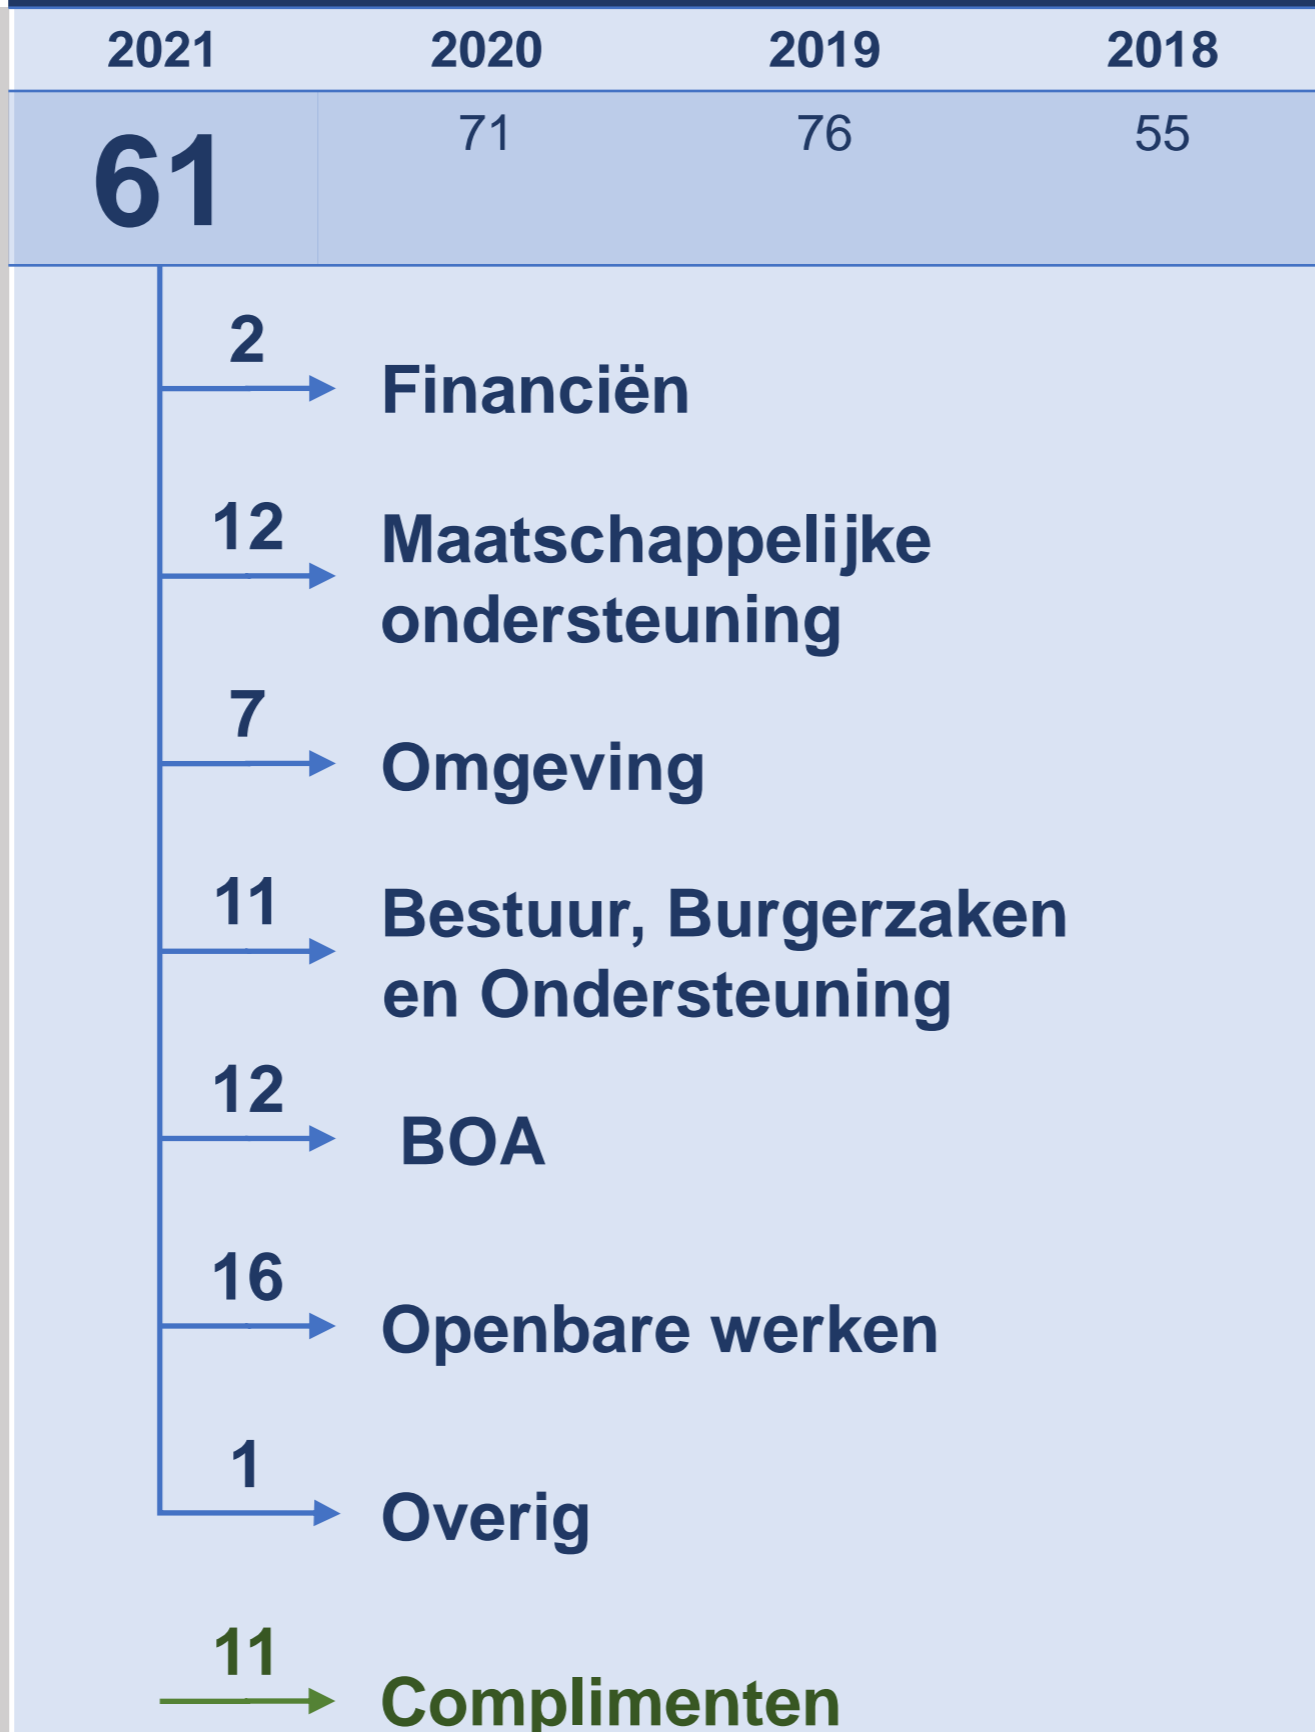 2021 2020 2019 2018
61 71 76 55
2
Financiën
12
Maatschappelijke
ondersteuning
7
Omgeving
11
Bestuur, Burgerzaken
en Ondersteuning
12
BOA
16
Openbare werken
1
Overig
11
Complimenten